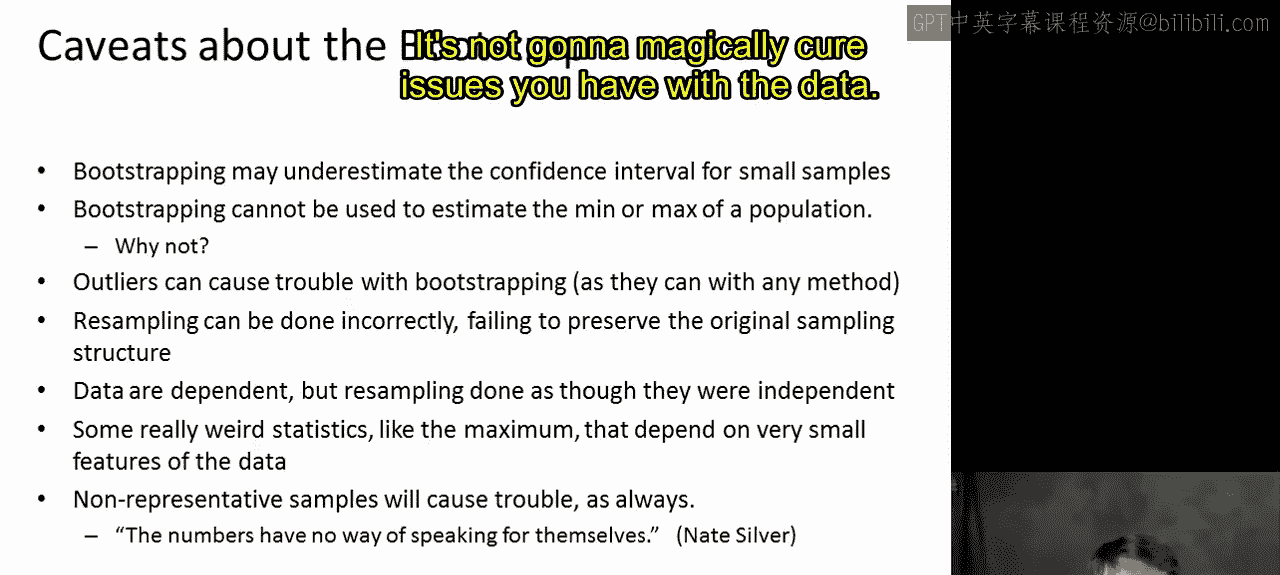 GPT中英字幕课程资源@bilibili.com
Caveats about the
It's not gonna magically cure
issues you have with the data.
• Bootstrapping may underestimate the confidence interval for small samples
• Bootstrapping cannot be used to estimate the min or max of a population.
– Why not?
• Outliers can cause trouble with bootstrapping (as they can with any method)
• Resampling can be done incorrectly, failing to preserve the original sampling
structure
• Data are dependent, but resampling done as though they were independent
• Some really weird statistics, like the maximum, that depend on very small
features of the data
• Non-representative samples will cause trouble, as always.
– “The numbers have no way of speaking for themselves.” (Nate Silver)